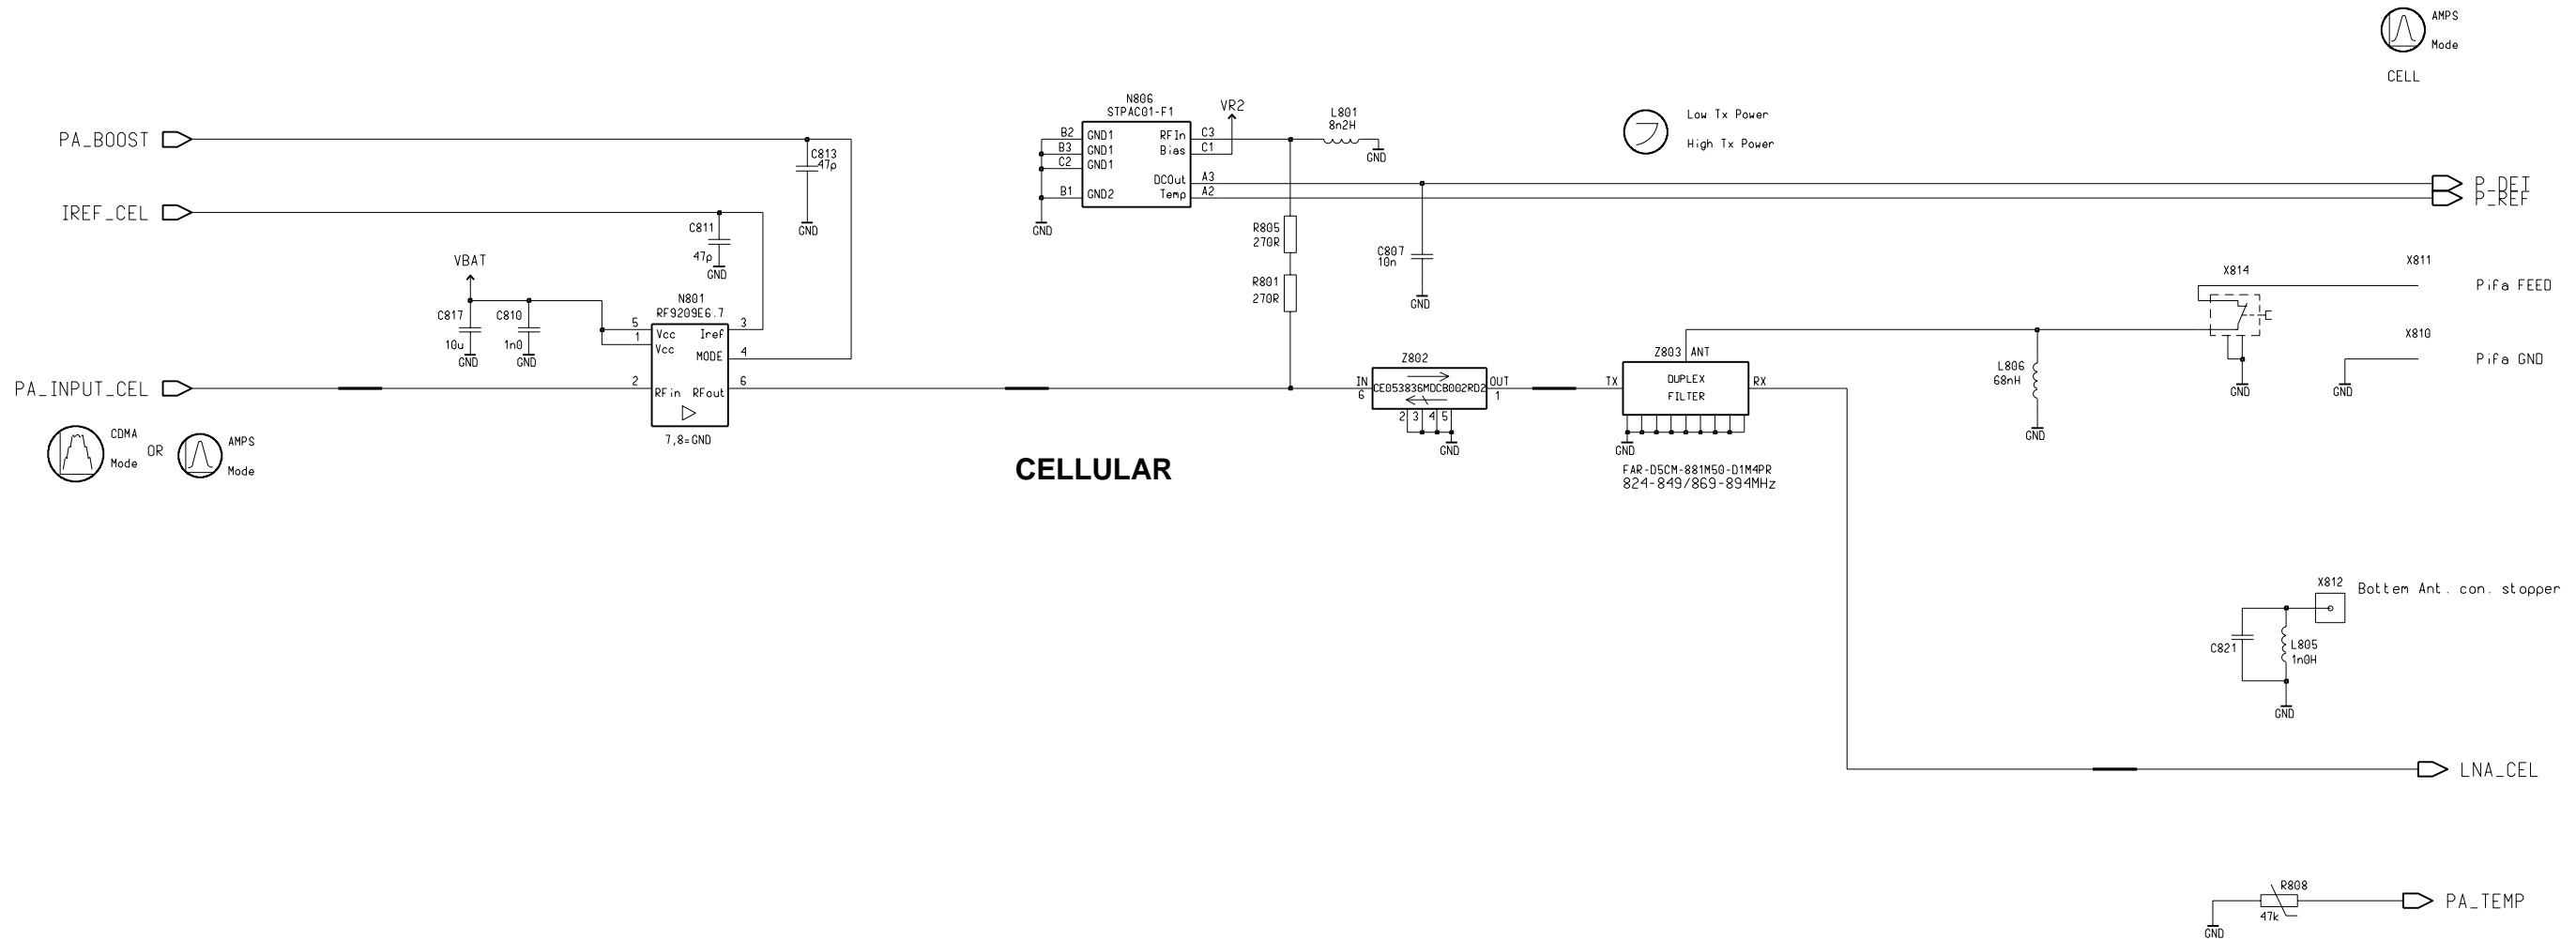 AMPS
Mode
CELL
N806
STPAC01-F1
VR2
L801
8n2H
GND
Low Tx Power
High Tx Power
PA_BOOST
C813
47p
GND
B2 GND1 RFIn C3
B3 GND1 Bias C1
C2 GND1
DCOut A3
B1 GND2 Temp A2
GND
P_DET
P_REF
IREF_CEL
C811
47p
GND
R805
270R
R801
270R
C807
10n
GND
VBAT
C817
10u
GND
C810
1n0
GND
N801
RF9209E6.7
5 Vcc Iref 3
1 Vcc
MODE 4
2 RFin RFout 6
7,8=GND
X814
X811
Pifa FEED
X810
Pifa GND
GND
GND
L806
68nH
GND
PA_INPUT_CEL
CDMA
Mode
OR
AMPS
Mode
CELLULAR
Z802
IN CE053836MDCB002RD2 OUT
6 1
2 3 4 5
GND
Z803 ANT
TX DUPLEX RX
FILTER
GND
FAR-D5CM-881M50-D1M4PR
824-849/869-894MHz
X812
Bottem Ant. con. stopper
C821
L805
1n0H
GND
LNA_CEL
R808
47k
GND
PA_TEMP